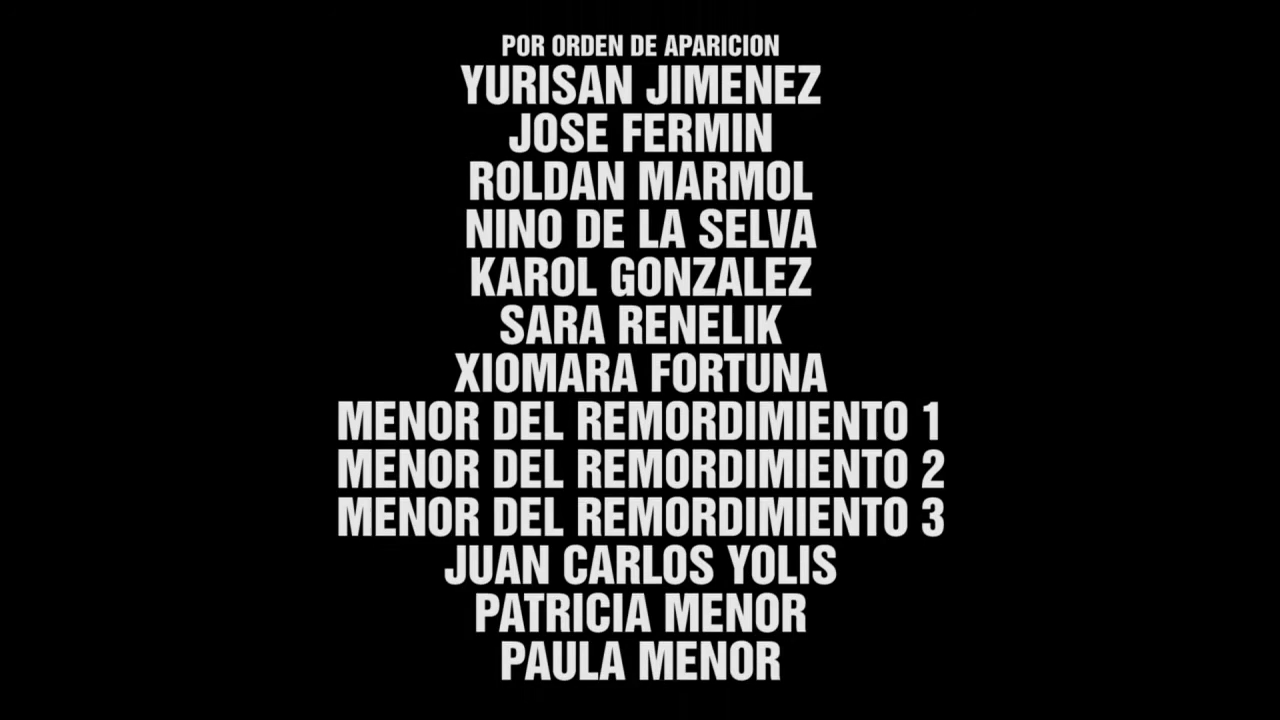 POR ORDEN DE APARICION
YURISAN JIMENEZ
JOSE FERMIN
ROLDAN MARMOL
NINO DE LA SELVA
KAROL GONZALEZ
SARA RENELIK
XIOMARA FORTUNA
MENOR DEL REMORDIMIENTO 1
MENOR DEL REMORDIMIENTO 2
MENOR DEL REMORDIMIENTO 3
JUAN CARLOS YOLIS
PATRICIA MENOR
PAULA MENOR